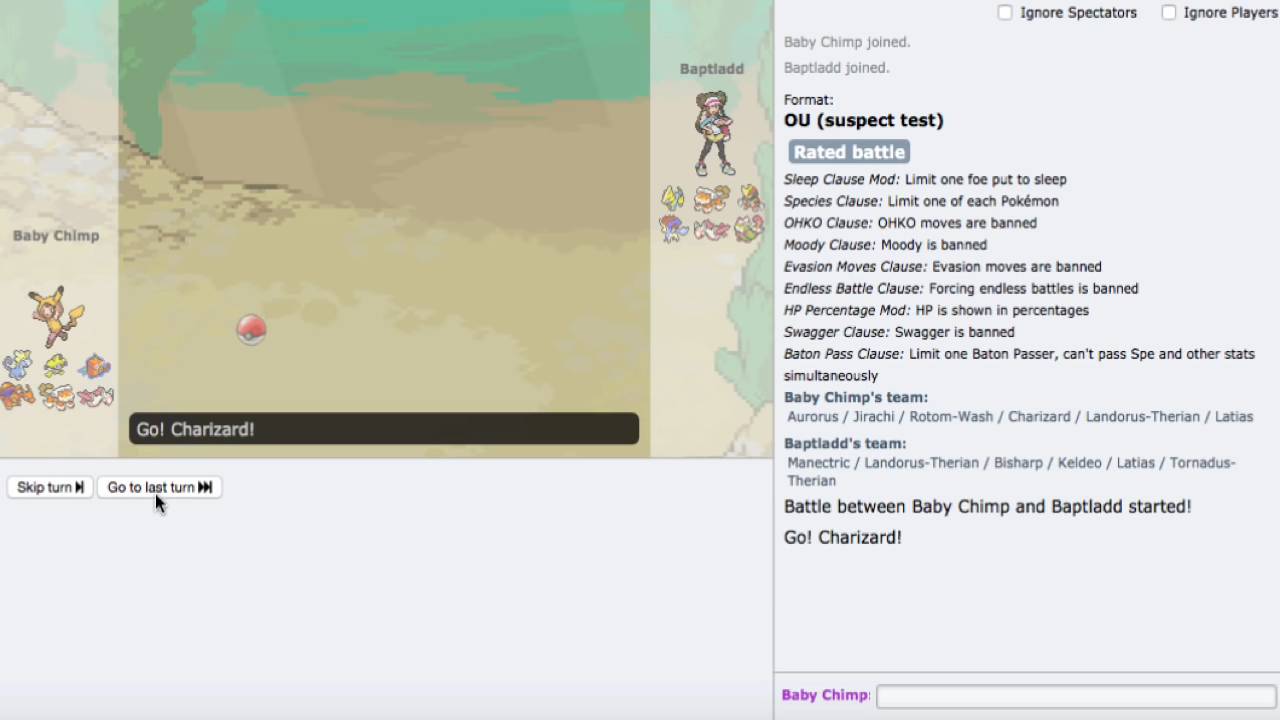 Ignore Spectators Ignore Players
Baby Chimp joined.
Baptladd joined.
Format:
OU (suspect test)
Rated battle
Sleep Clause Mod: Limit one foe put to sleep
Species Clause: Limit one of each Pokémon
OHKO Clause: OHKO moves are banned
Moody Clause: Moody is banned
Evasion Moves Clause: Evasion moves are banned
Endless Battle Clause: Forcing endless battles is banned
HP Percentage Mod: HP is shown in percentages
Swagger Clause: Swagger is banned
Baton Pass Clause: Limit one Baton Passer, can't pass Spe and other stats
simultaneously
Baby Chimp's team:
Aurorus / Jirachi / Rotom-Wash / Charizard / Landorus-Therian / Latias
Baptladd's team:
Manectric / Landorus-Therian / Bisharp / Keldeo / Latias / Tornadus-
Therian
Battle between Baby Chimp and Baptladd started!
Go! Charizard!
Baby Chimp:
Baptladd
Baby Chimp
Go! Charizard!
Skip turn Go to last turn